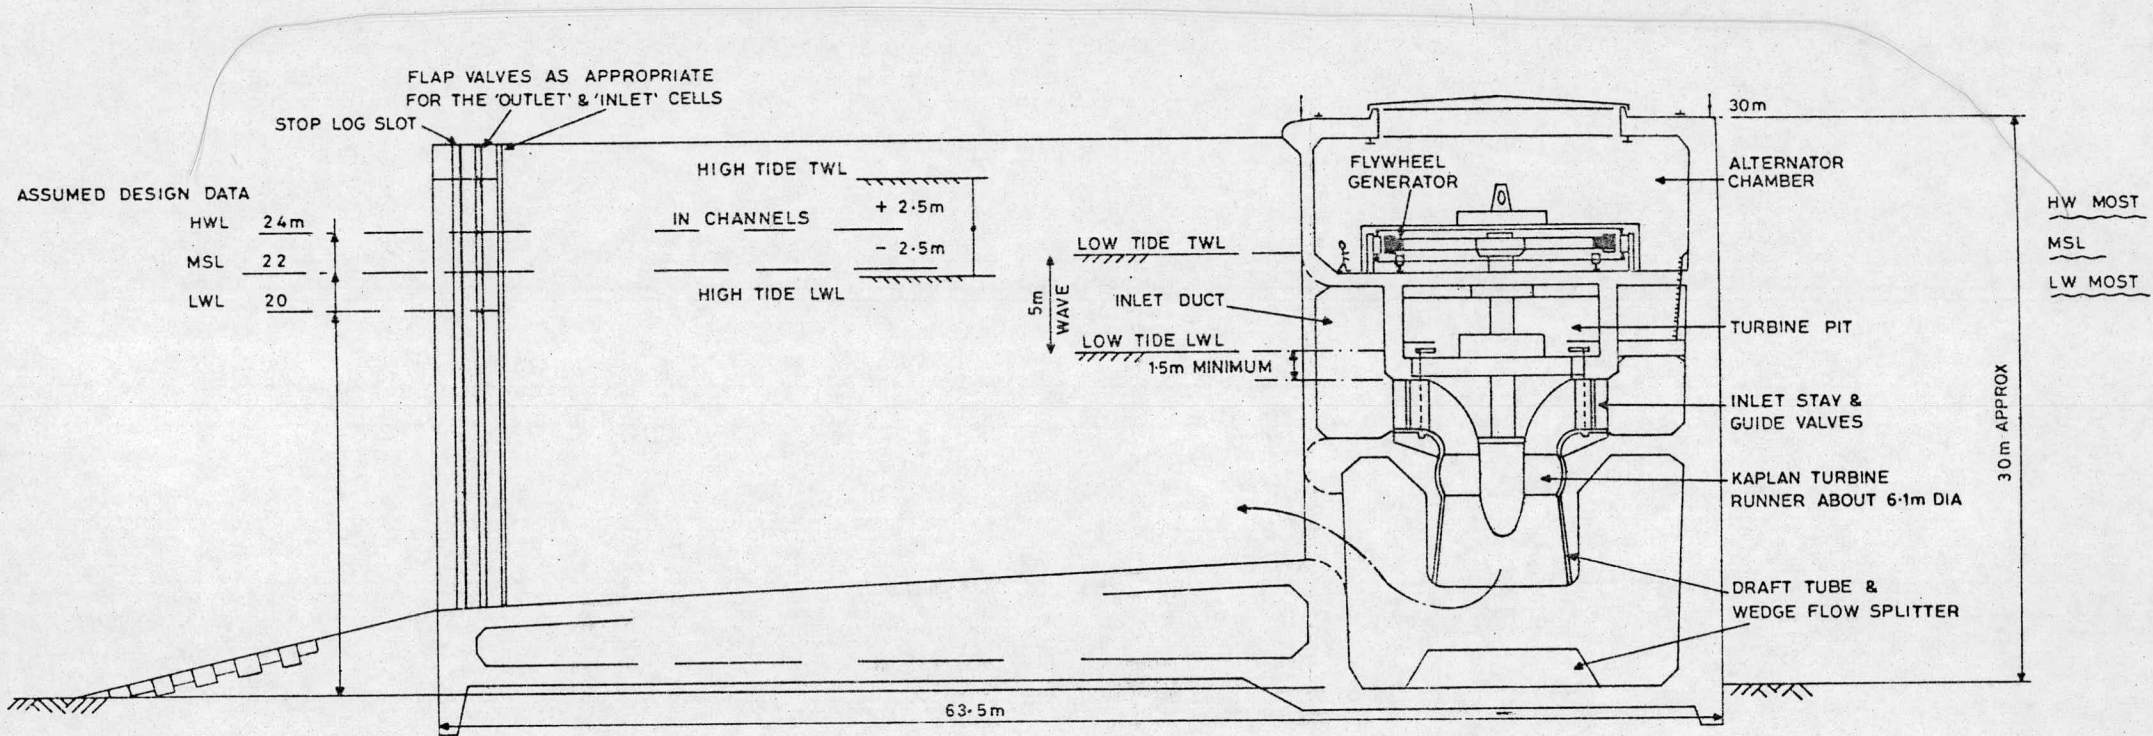 FLAP VALVES AS APPROPRIATE
FOR THE 'OUTLET' & 'INLET' CELLS
STOP LOG SLOT
ASSUMED DESIGN DATA
HWL 24m
MSL 22
LWL 20
HIGH TIDE TWL
+ 2·5m
IN CHANNELS
- 2·5m
HIGH TIDE LWL
LOW TIDE TWL
5m
WAVE
INLET DUCT
LOW TIDE LWL
1·5m MINIMUM
30m
FLYWHEEL
GENERATOR
ALTERNATOR
CHAMBER
TURBINE PIT
INLET STAY &
GUIDE VALVES
KAPLAN TURBINE
RUNNER ABOUT 6·1m DIA
DRAFT TUBE &
WEDGE FLOW SPLITTER
30m APPROX
HW MOST
MSL
LW MOST
63·5m